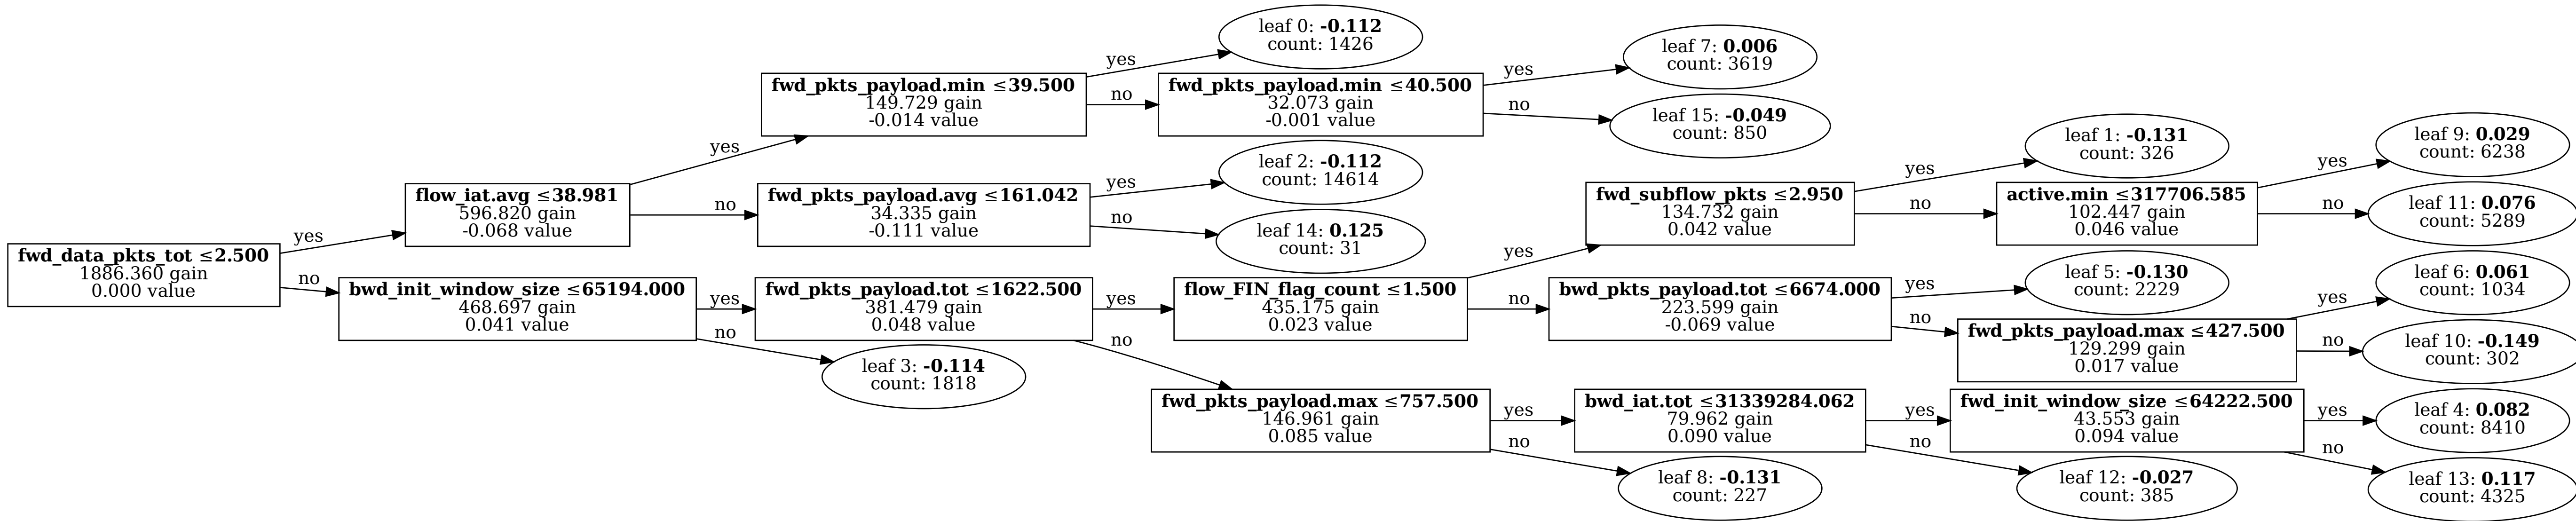 fwd_data_pkts_tot ≤2.500
1886.360 gain
0.000 value
yes
no
flow_iat.avg ≤38.981
596.820 gain
-0.068 value
yes
no
fwd_pkts_payload.min ≤39.500
149.729 gain
-0.014 value
yes
no
leaf 0: -0.112
count: 1426
fwd_pkts_payload.min ≤40.500
32.073 gain
-0.001 value
yes
no
leaf 7: 0.006
count: 3619
leaf 15: -0.049
count: 850
fwd_pkts_payload.avg ≤161.042
34.335 gain
-0.111 value
yes
no
leaf 2: -0.112
count: 14614
leaf 14: 0.125
count: 31
bwd_init_window_size ≤65194.000
468.697 gain
0.041 value
yes
no
fwd_pkts_payload.tot ≤1622.500
381.479 gain
0.048 value
yes
no
leaf 3: -0.114
count: 1818
flow_FIN_flag_count ≤1.500
435.175 gain
0.023 value
yes
no
fwd_subflow_pkts ≤2.950
134.732 gain
0.042 value
yes
no
leaf 1: -0.131
count: 326
active.min ≤317706.585
102.447 gain
0.046 value
yes
no
leaf 9: 0.029
count: 6238
leaf 11: 0.076
count: 5289
bwd_pkts_payload.tot ≤6674.000
223.599 gain
-0.069 value
yes
no
leaf 5: -0.130
count: 2229
fwd_pkts_payload.max ≤427.500
129.299 gain
0.017 value
yes
no
leaf 6: 0.061
count: 1034
leaf 10: -0.149
count: 302
fwd_pkts_payload.max ≤757.500
146.961 gain
0.085 value
yes
no
bwd_iat.tot ≤31339284.062
79.962 gain
0.090 value
yes
no
leaf 8: -0.131
count: 227
fwd_init_window_size ≤64222.500
43.553 gain
0.094 value
yes
no
leaf 12: -0.027
count: 385
leaf 4: 0.082
count: 8410
leaf 13: 0.117
count: 4325